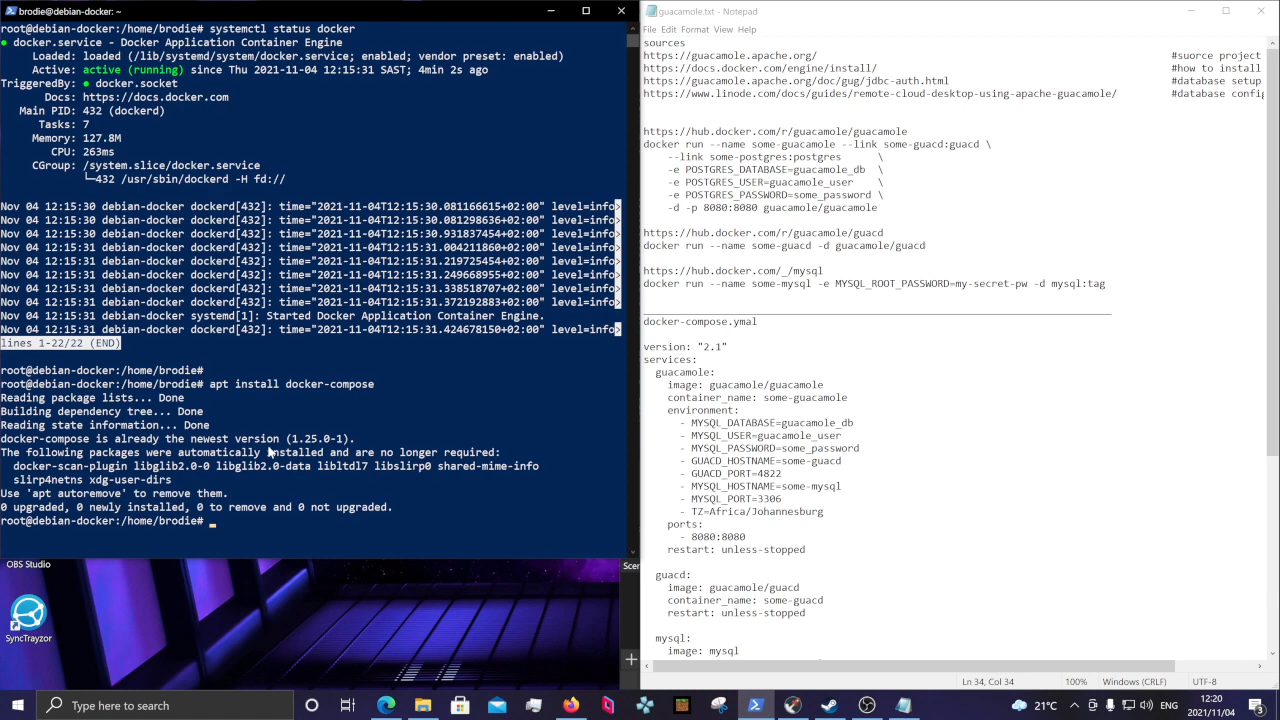 brodie@debian-docker: ~
root@debian-docker:/home/brodie# systemctl status docker
● docker.service - Docker Application Container Engine
Loaded: loaded (/lib/systemd/system/docker.service; enabled; vendor preset: enabled)
Active: active (running) since Thu 2021-11-04 12:15:31 SAST; 4min 2s ago
TriggeredBy: ● docker.socket
Docs: https://docs.docker.com
Main PID: 432 (dockerd)
Tasks: 7
Memory: 127.8M
CPU: 263ms
CGroup: /system.slice/docker.service
└─432 /usr/sbin/dockerd -H fd://
Nov 04 12:15:30 debian-docker dockerd[432]: time="2021-11-04T12:15:30.081166615+02:00" level=info>
Nov 04 12:15:30 debian-docker dockerd[432]: time="2021-11-04T12:15:30.081298636+02:00" level=info>
Nov 04 12:15:30 debian-docker dockerd[432]: time="2021-11-04T12:15:30.931837454+02:00" level=info>
Nov 04 12:15:31 debian-docker dockerd[432]: time="2021-11-04T12:15:31.004211860+02:00" level=info>
Nov 04 12:15:31 debian-docker dockerd[432]: time="2021-11-04T12:15:31.219725454+02:00" level=info>
Nov 04 12:15:31 debian-docker dockerd[432]: time="2021-11-04T12:15:31.249668955+02:00" level=info>
Nov 04 12:15:31 debian-docker dockerd[432]: time="2021-11-04T12:15:31.338518707+02:00" level=info>
Nov 04 12:15:31 debian-docker dockerd[432]: time="2021-11-04T12:15:31.372192883+02:00" level=info>
Nov 04 12:15:31 debian-docker systemd[1]: Started Docker Application Container Engine.
Nov 04 12:15:31 debian-docker dockerd[432]: time="2021-11-04T12:15:31.424678150+02:00" level=info>
lines 1-22/22 (END)
root@debian-docker:/home/brodie#
root@debian-docker:/home/brodie# apt install docker-compose
Reading package lists... Done
Building dependency tree... Done
Reading state information... Done
docker-compose is already the newest version (1.25.0-1).
The following packages were automatically installed and are no longer required:
docker-scan-plugin libglib2.0-0 libglib2.0-data libltdl7 libslirp0 shared-mime-info
slirp4netns xdg-user-dirs
Use 'apt autoremove' to remove them.
0 upgraded, 0 newly installed, 0 to remove and 0 not upgraded.
root@debian-docker:/home/brodie#
OBS Studio
SyncTrayzor
Scer
guacamole.txt - Notepad
File Edit Format View Help
sources
https://guacamole.apache.org/ #suorce project
https://docs.docker.com/engine/install/ #how to install
https://guacamole.apache.org/doc/gug/jdbc-auth.html #database setup
https://www.linode.com/docs/guides/remote-cloud-desktop-using-apache-guacamole/ #database config
https://hub.docker.com/r/guacamole/guacamole
docker run --name some-guacamole --link some-guacd:guacd \
--link some-postgres:postgres \
-e POSTGRES_DATABASE=guacamole_db \
-e POSTGRES_USER=guacamole_user \
-e POSTGRES_PASSWORD=some_password \
-d -p 8080:8080 guacamole/guacamole
https://hub.docker.com/r/guacamole/guacd
docker run --name some-guacd -d guacamole/guacd
https://hub.docker.com/_/mysql
docker run --name some-mysql -e MYSQL_ROOT_PASSWORD=my-secret-pw -d mysql:tag
docker-compose.ymal
version: "2.1"
services:
guacamole:
image: guacamole/guacamole
container_name: some-guacamole
environment:
- MYSQL_DATABASE=guacamole_db
- MYSQL_USER=guacamole_user
- MYSQL_PASSWORD=some_password
- GUACD_HOSTNAME=some-guacd
- GUACD_PORT=4822
- MYSQL_HOSTNAME=some-mysql
- MYSQL_PORT=3306
- TZ=Africa/Johannesburg
ports:
- 8080:8080
restart: unless-stopped
guacd:
image: guacamole/guacd
container_name: some-guacd
restart: unless-stopped
mysql:
image: mysql
Ln 34, Col 34 100% Windows (CRLF) UTF-8
Type here to search
21°C
ENG
12:20
2021/11/04